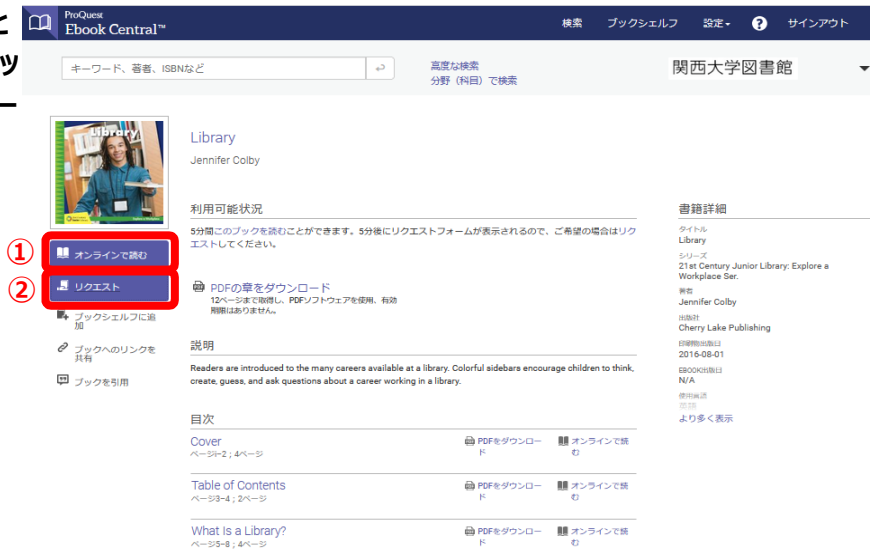 と
ッ
ー
ProQuest
Ebook Central™
検索 ブックシェルフ 設定 ? サインアウト
キーワード、著者、ISBNなど
高度な検索
分野（科目）で検索
関西大学図書館
Library
Library
Jennifer Colby
利用可能状況
5分間このブックを読むことができます。5分後にリクエストフォームが表示されるので、ご希望の場合はリク
エストしてください。
① オンラインで読む
② リクエスト
ブックシェルフに追
加
ブックへのリンクを
共有
ブックを引用
PDFの章をダウンロード
12ページまで取得し、PDFソフトウェアを使用、有効
期限はありません。
説明
Readers are introduced to the many careers available at a library. Colorful sidebars encourage children to think,
create, guess, and ask questions about a career working in a library.
目次
Cover PDFをダウンロー オンラインで読
ページi-2 ; 4ページ ド む
Table of Contents PDFをダウンロー オンラインで読
ページ3-4 ; 2ページ ド む
What Is a Library? PDFをダウンロー オンラインで読
ページ5-8 ; 4ページ ド む
書籍詳細
タイトル
Library
シリーズ
21st Century Junior Library: Explore a
Workplace Ser.
著者
Jennifer Colby
出版社
Cherry Lake Publishing
印刷物出版日
2016-08-01
EBOOK出版日
N/A
使用言語
英語
より多く表示